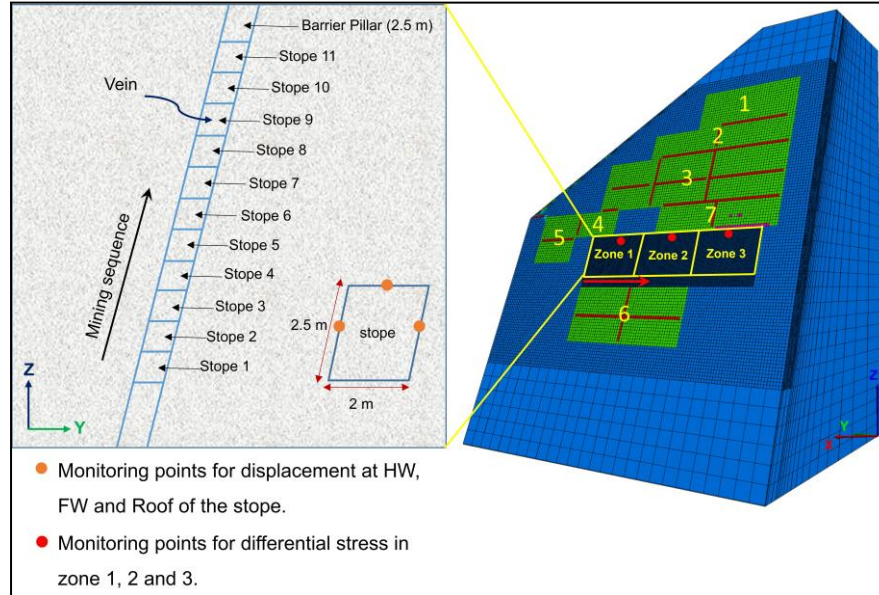 Barrier Pillar (2.5 m)
Stope 11
Stope 10
Vein
Stope 9
Stope 8
Stope 7
Stope 6
Stope 5
Stope 4
Stope 3
Stope 2
Stope 1
Mining sequence
2.5 m
stope
2 m
Z
Y
1
2
3
7
4
5
Zone 1
Zone 2
Zone 3
6
Z
Y
X
Monitoring points for displacement at HW,
FW and Roof of the stope.
Monitoring points for differential stress in
zone 1, 2 and 3.